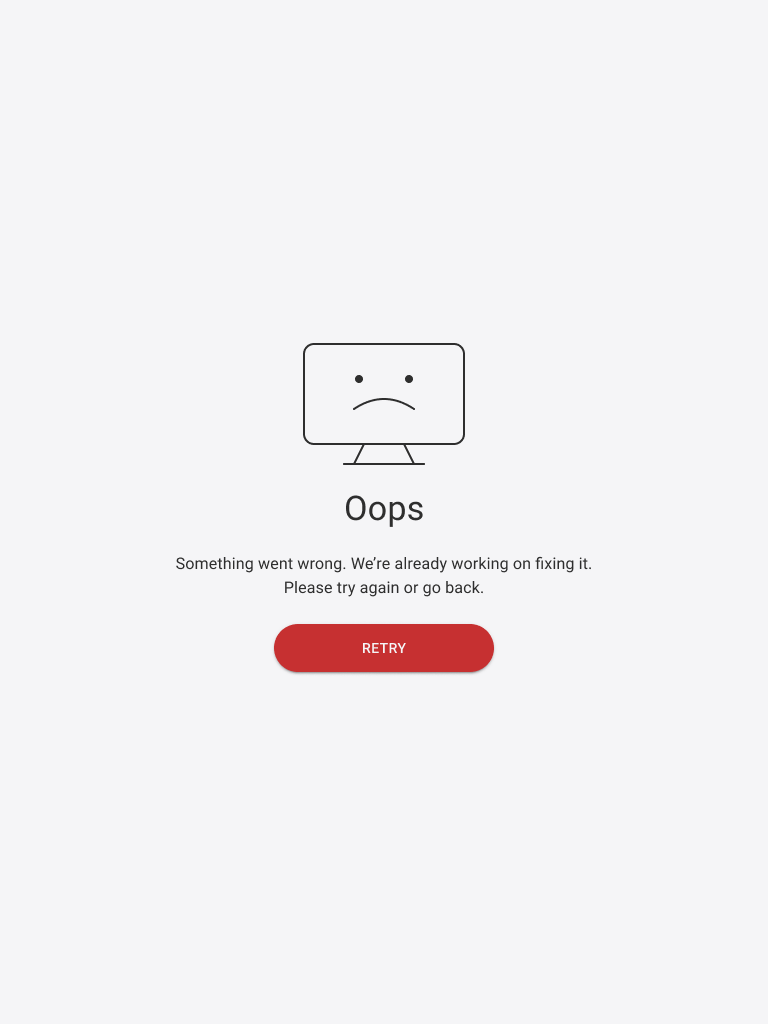 Oops
Something went wrong. We’re already working on fixing it.
Please try again or go back.
RETRY